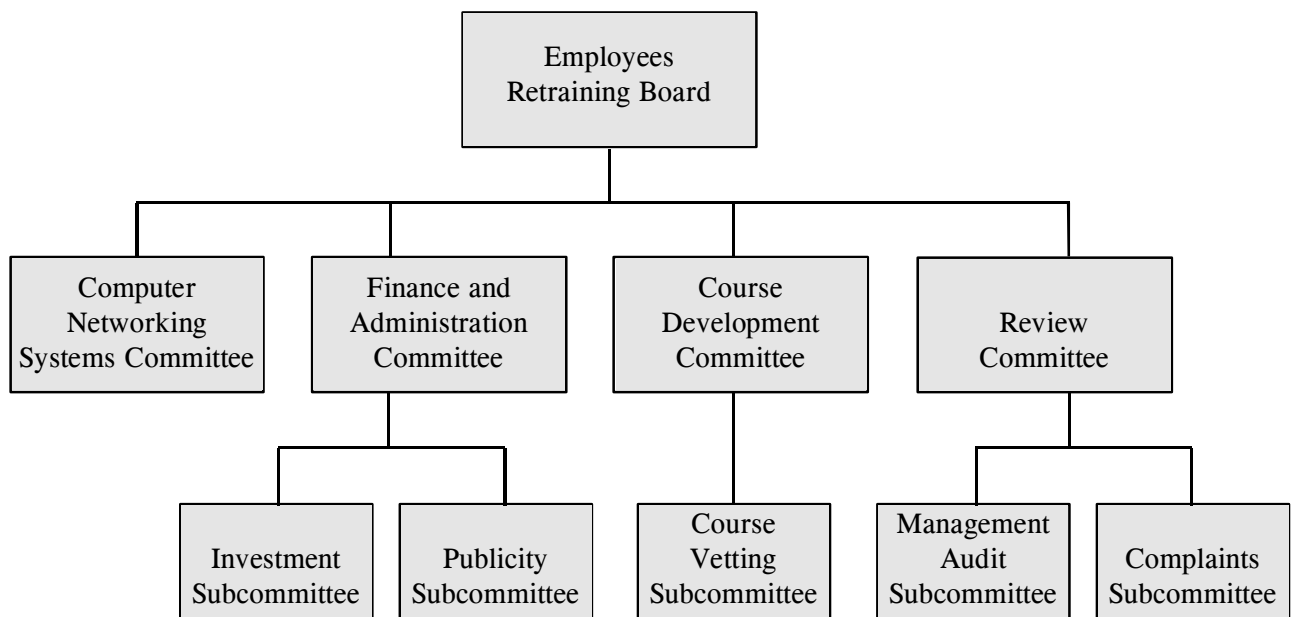 Employees
Retraining Board
Computer
Networking
Systems Committee
Finance and
Administration
Committee
Course
Development
Committee
Review
Committee
Investment
Subcommittee
Publicity
Subcommittee
Course
Vetting
Subcommittee
Management
Audit
Subcommittee
Complaints
Subcommittee